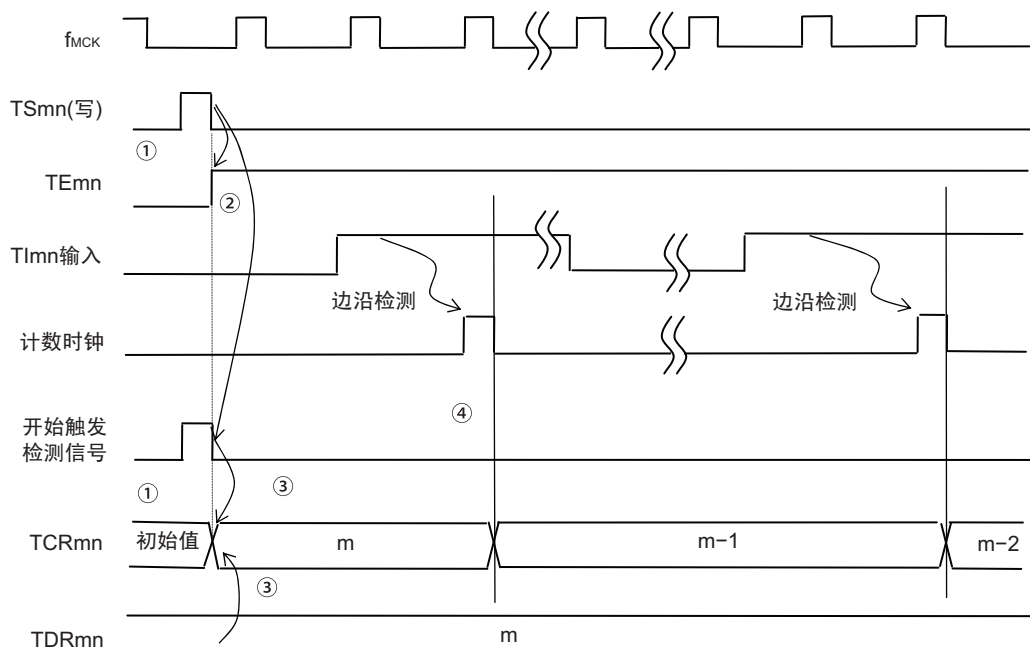 fMCK
TSmn(写)
①
TEmn
②
TImn输入
边沿检测
边沿检测
计数时钟
④
开始触发
检测信号
①
③
TCRmn
初始值
m
m−1
m−2
③
TDRmn
m